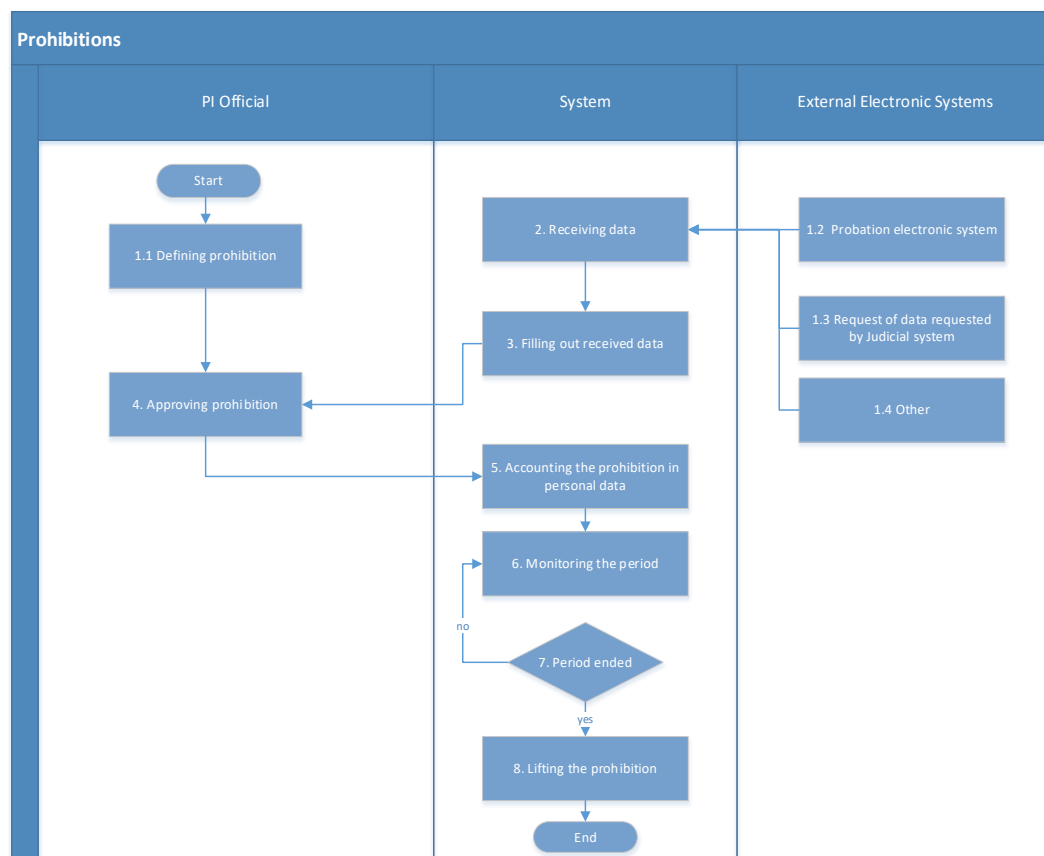 Prohibitions
PI Official
System
External Electronic Systems
Start
1.1 Defining prohibition
2. Receiving data
1.2 Probation electronic system
3. Filling out received data
1.3 Request of data requested
by Judicial system
4. Approving prohibition
1.4 Other
5. Accounting the prohibition in
personal data
6. Monitoring the period
no
7. Period ended
yes
8. Lifting the prohibition
End